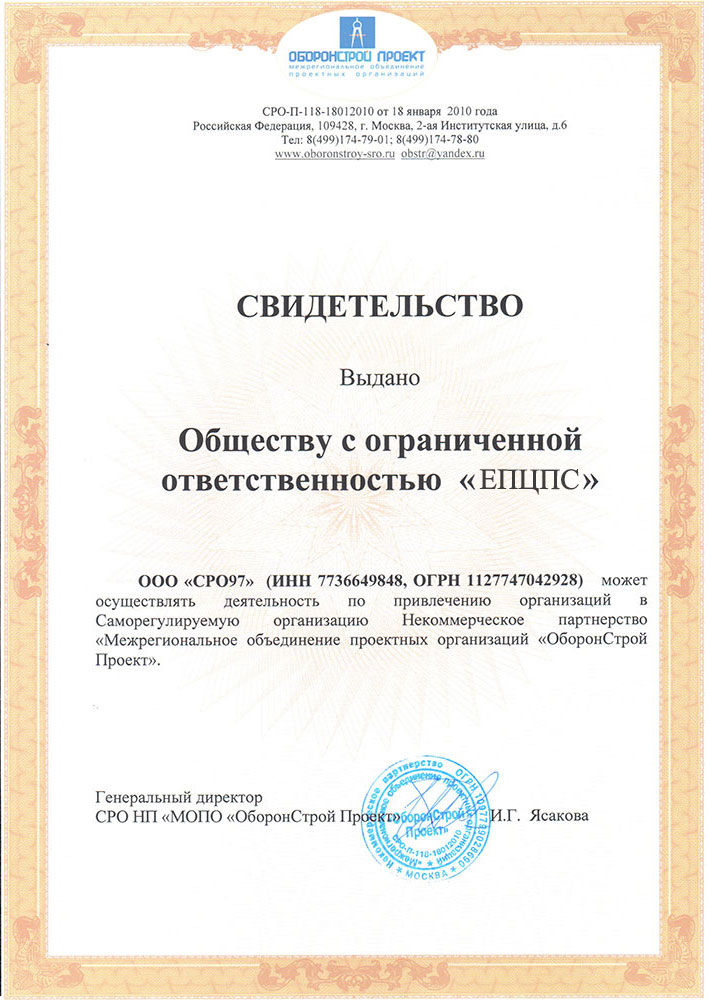 ОБОРОНСТРОЙ ПРОЕКТ
межрегиональное объединение
проектных организаций
СРО-П-118-18012010 от 18 января 2010 года
Российская Федерация, 109428, г. Москва, 2-ая Институтская улица, д.6
Тел: 8(499)174-79-01; 8(499)174-78-80
www.oboronstroy-sro.ru obstr@yandex.ru
СВИДЕТЕЛЬСТВО
Выдано
Обществу с ограниченной
ответственностью «ЕПЦПС»
ООО «СРО97» (ИНН 7736649848, ОГРН 1127747042928) может
осуществлять деятельность по привлечению организаций в
Саморегулируемую организацию Некоммерческое партнерство
«Межрегиональное объединение проектных организаций «ОборонСтрой
Проект».
Генеральный директор
СРО НП «МОПО «ОборонСтрой Проект» И.Г. Ясакова
Некоммерческое партнерство
«Межрегиональное объединение проектных организаций
«ОборонСтрой
Проект»
СРО-П-118-18012010
* МОСКВА *